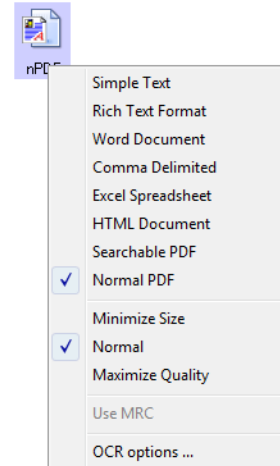 nPDF
Simple Text
Rich Text Format
Word Document
Comma Delimited
Excel Spreadsheet
HTML Document
Searchable PDF
Normal PDF
Minimize Size
Normal
Maximize Quality
Use MRC
OCR options ...